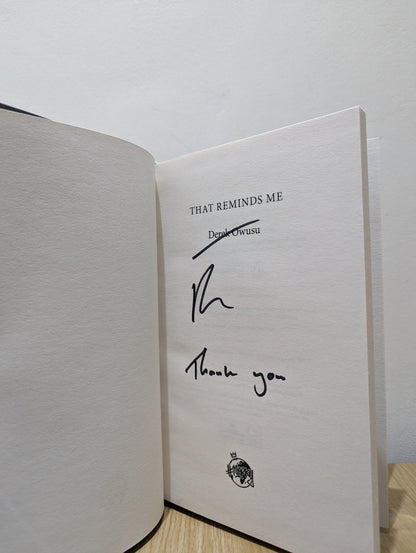 THAT REMINDS ME
Derek Owusu
Thank you